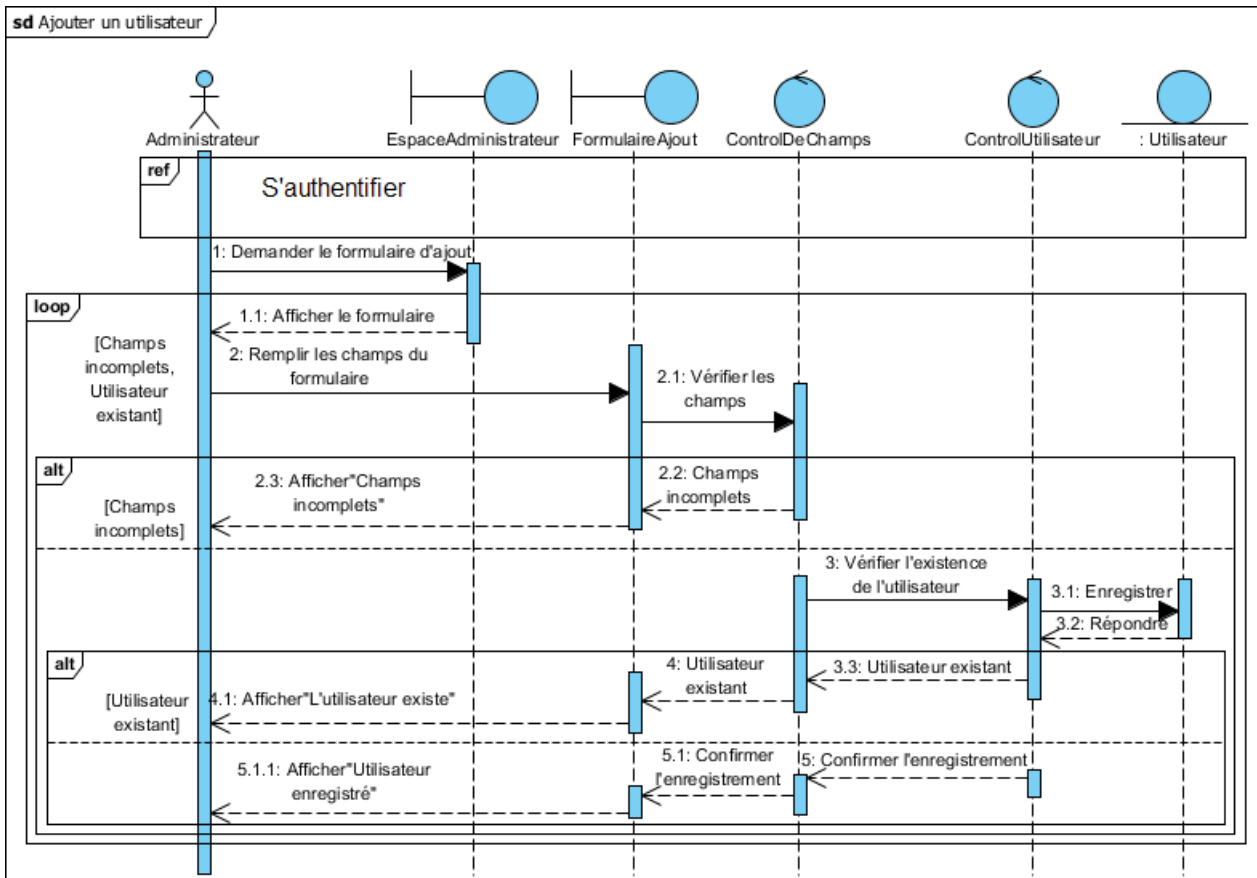 sd Ajouter un utilisateur
Administrateur
EspaceAdministrateur
FormulaireAjout
ControlDeChamps
ControlUtilisateur
: Utilisateur
ref
S'authentifier
1: Demander le formulaire d'ajout
loop
1.1: Afficher le formulaire
[Champs
incomplets,
Utilisateur
existant]
2: Remplir les champs du
formulaire
2.1: Vérifier les
champs
alt
[Champs
incomplets]
2.3: Afficher"Champs
incomplets"
2.2: Champs
incomplets
3: Vérifier l'existence
de l'utilisateur
3.1: Enregistrer
3.2: Répondre
alt
[Utilisateur
existant]
4.1: Afficher"L'utilisateur existe"
4: Utilisateur
existant
3.3: Utilisateur existant
5.1.1: Afficher"Utilisateur
enregistré"
5.1: Confirmer
l'enregistrement
5: Confirmer l'enregistrement